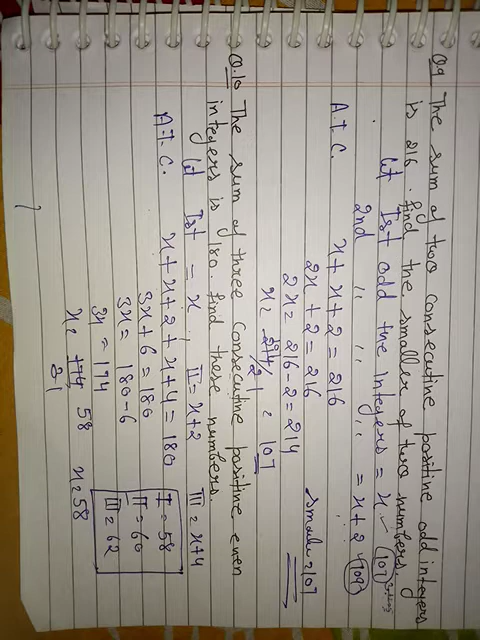 Q.9 The sum of two consecutive positive odd integers
is 216. find the smaller of two numbers.
let Ist odd +ve integers = x (107)
2nd " " " = x+2 (109)
A.T.C. x + x + 2 = 216
2x + 2 = 216
2x = 216 - 2 = 214 small = 107
x = 214/2 = 107
Q.10 The sum of three consecutive positive even
integers is 180. find these numbers.
let Ist = x II = x+2 III = x+4
A.T.C. x + x + 2 + x + 4 = 180
3x + 6 = 180 I = 58
3x = 180 - 6 II = 60
3x = 174 III = 62
x = 174/3 58 x = 58